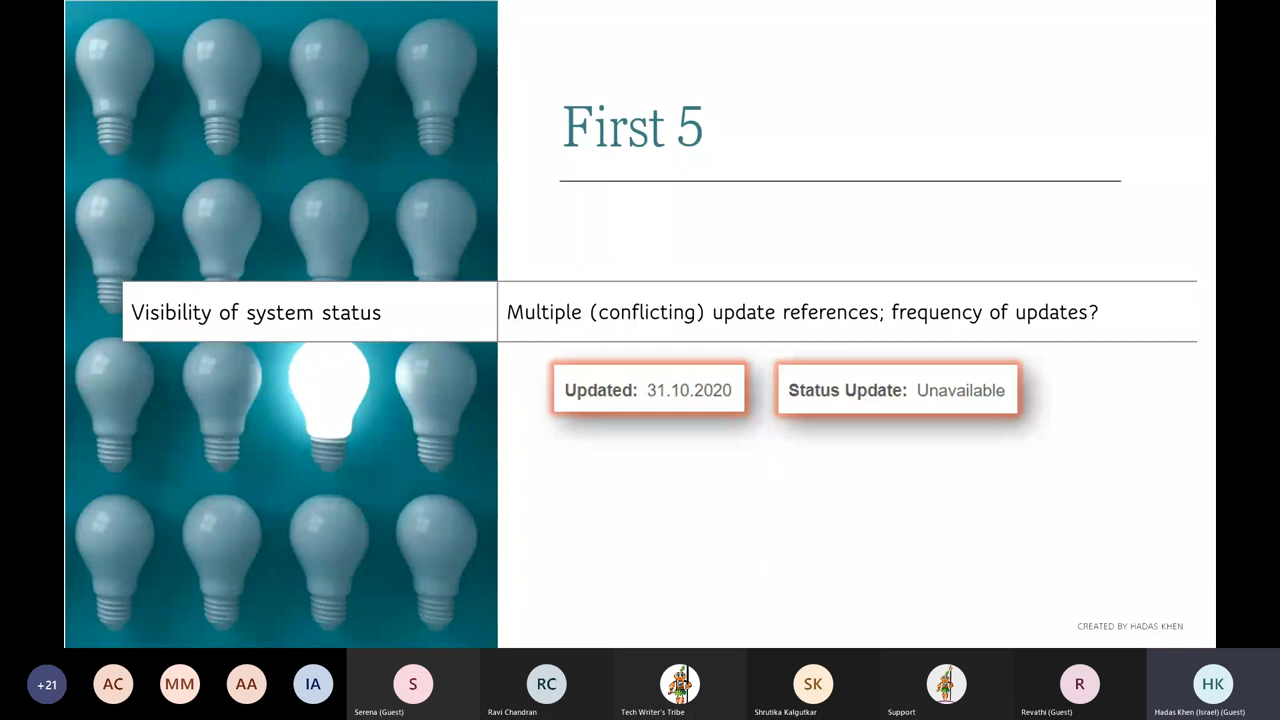 First 5
Visibility of system status
Multiple (conflicting) update references; frequency of updates?
Updated: 31.10.2020
Status Update: Unavailable
CREATED BY HADAS KHEN
+21
AC
MM
AA
IA
S
RC
SK
R
HK
Serena (Guest)
Ravi Chandran
Tech Writer's Tribe
Shrutika Kalgutkar
Support
Revathi (Guest)
Hadas Khen (Israel) (Guest)